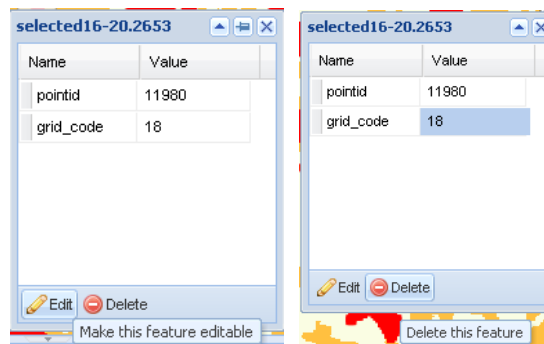 selected16-20.2653
Name Value
pointid 11980
grid_code 18
Edit Delete
Make this feature editable
selected16-20.2653
Name Value
pointid 11980
grid_code 18
Edit Delete
Delete this feature